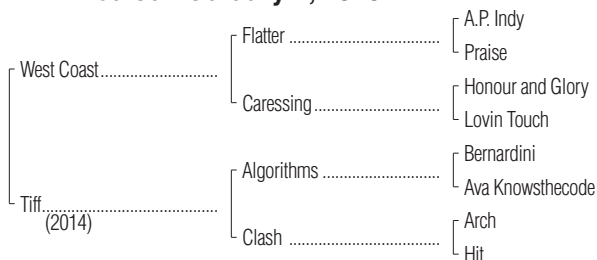 A.P. Indy
Flatter
Praise
West Coast
Honour and Glory
Caressing
Lovin Touch
Bernardini
Algorithms
Ava Knowsthecode
Tiff
(2014)
Arch
Clash
Hit